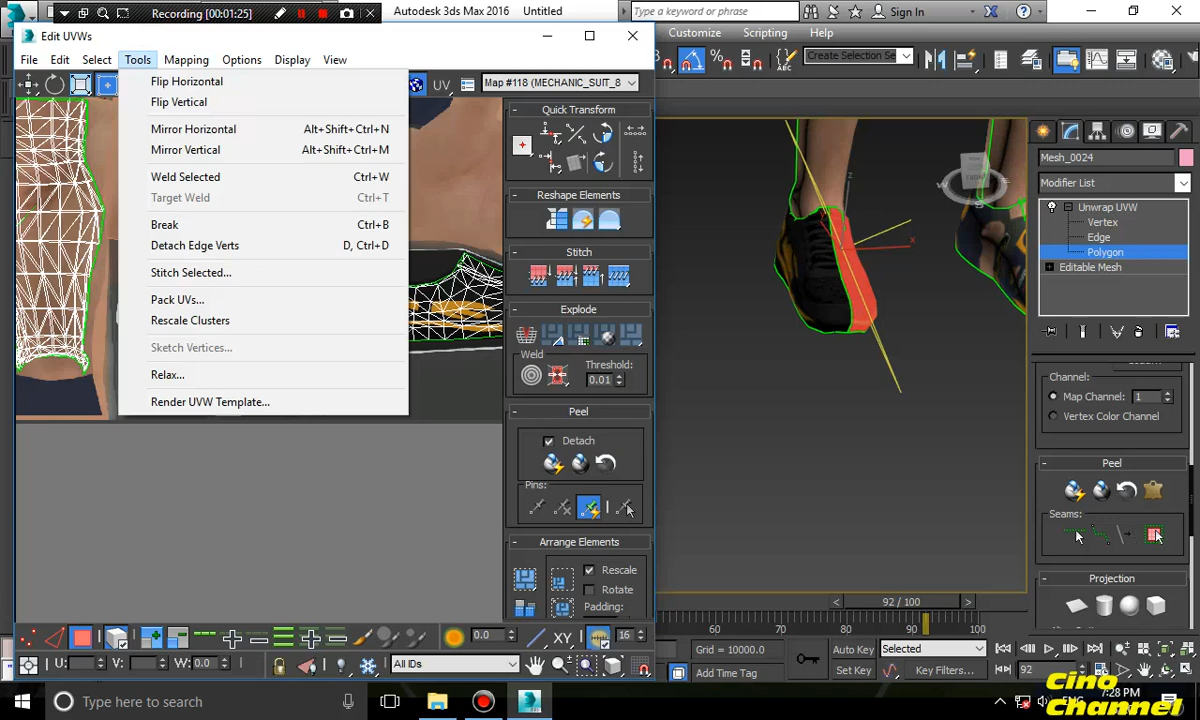 Recording [00:01:25]
Autodesk 3ds Max 2016
Untitled
Type a keyword or phrase
Sign In
Edit UVWs
Customize
Scripting
Help
File
Edit
Select
Tools
Mapping
Options
Display
View
Create Selection Se
UV
Map #118 (MECHANIC_SUIT_8
Flip Horizontal
Flip Vertical
Mirror Horizontal Alt+Shift+Ctrl+N
Mirror Vertical Alt+Shift+Ctrl+M
Weld Selected Ctrl+W
Target Weld Ctrl+T
Break Ctrl+B
Detach Edge Verts D, Ctrl+D
Stitch Selected...
Pack UVs...
Rescale Clusters
Sketch Vertices...
Relax...
Render UVW Template...
Quick Transform
Reshape Elements
Stitch
Explode
Weld
Threshold:
0.01
Peel
Detach
Pins:
Arrange Elements
Rescale
Rotate
Padding:
z
x
Mesh_0024
Modifier List
Unwrap UVW
Vertex
Edge
Polygon
Editable Mesh
Channel:
Map Channel: 1
Vertex Color Channel
Peel
Seams:
Projection
92 / 100
60
70
80
90
100
0.0
XY
16
U:
V:
W: 0.0
All IDs
Grid = 10000.0
Add Time Tag
Auto Key
Selected
Set Key
Key Filters...
92
Type here to search
7:28 PM
Cino
Channel